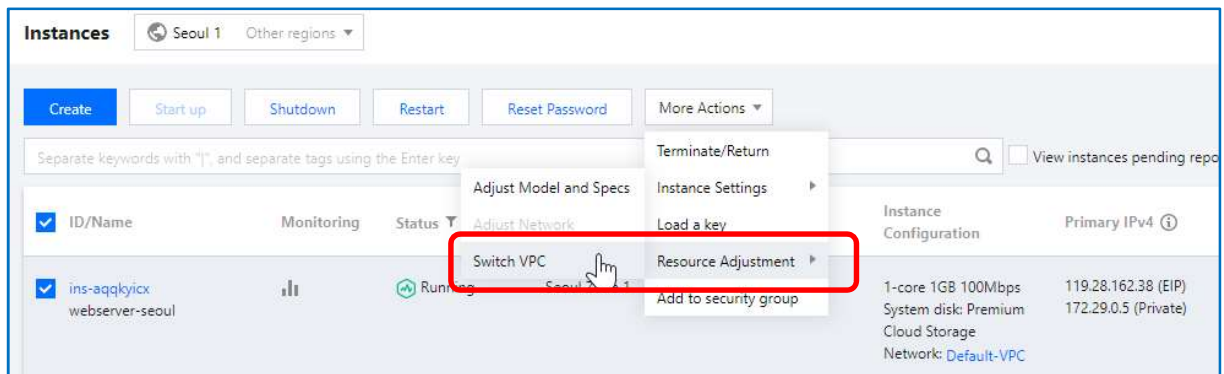 Instances Seoul 1 Other regions
Create Start up Shutdown Restart Reset Password More Actions
Separate keywords with "|", and separate tags using the Enter key
View instances pending repo
Terminate/Return
Instance Settings
Load a key
Resource Adjustment
Add to security group
Adjust Model and Specs
Adjust Network
Switch VPC
ID/Name Monitoring Status Instance Configuration Primary IPv4
ins-aqqkyicx
webserver-seoul
Running
Seoul 1
1-core 1GB 100Mbps
System disk: Premium
Cloud Storage
Network: Default-VPC
119.28.162.38 (EIP)
172.29.0.5 (Private)